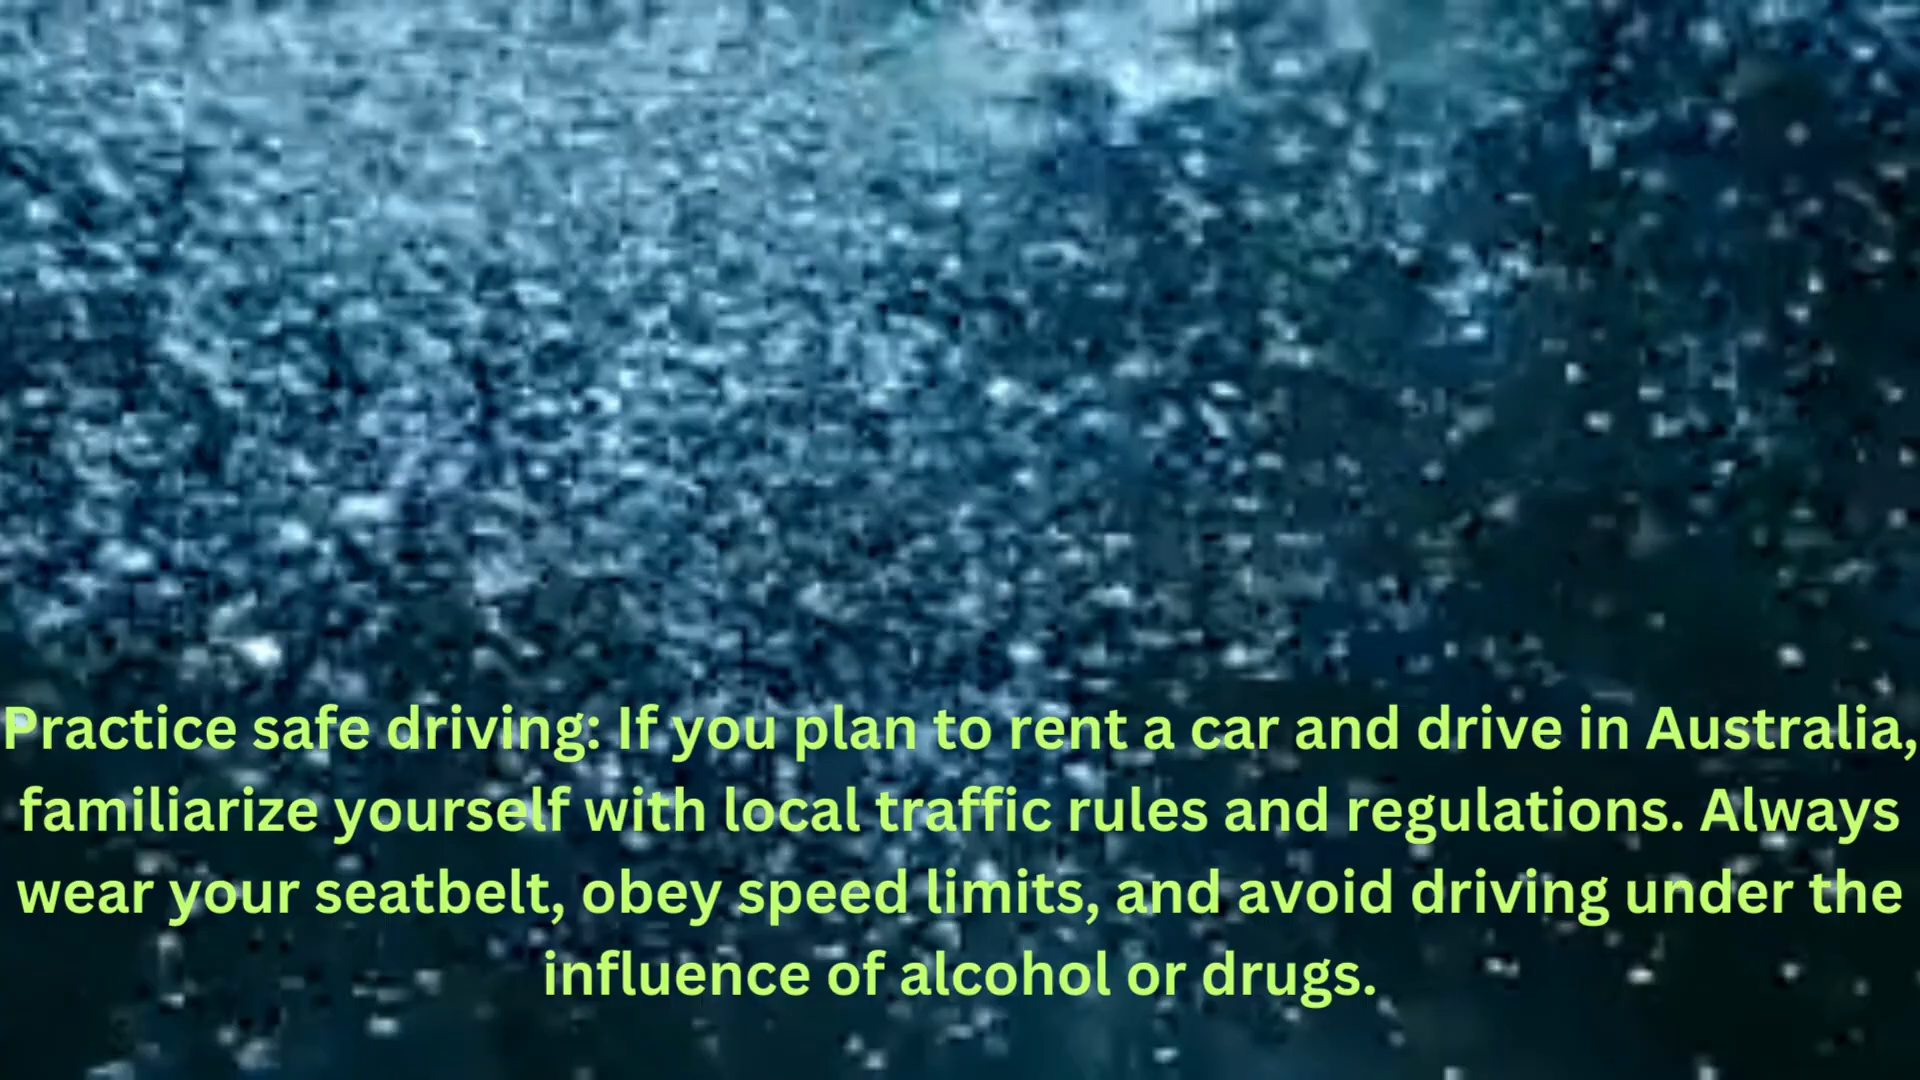 Practice safe driving: If you plan to rent a car and drive in Australia,
familiarize yourself with local traffic rules and regulations. Always
wear your seatbelt, obey speed limits, and avoid driving under the
influence of alcohol or drugs.